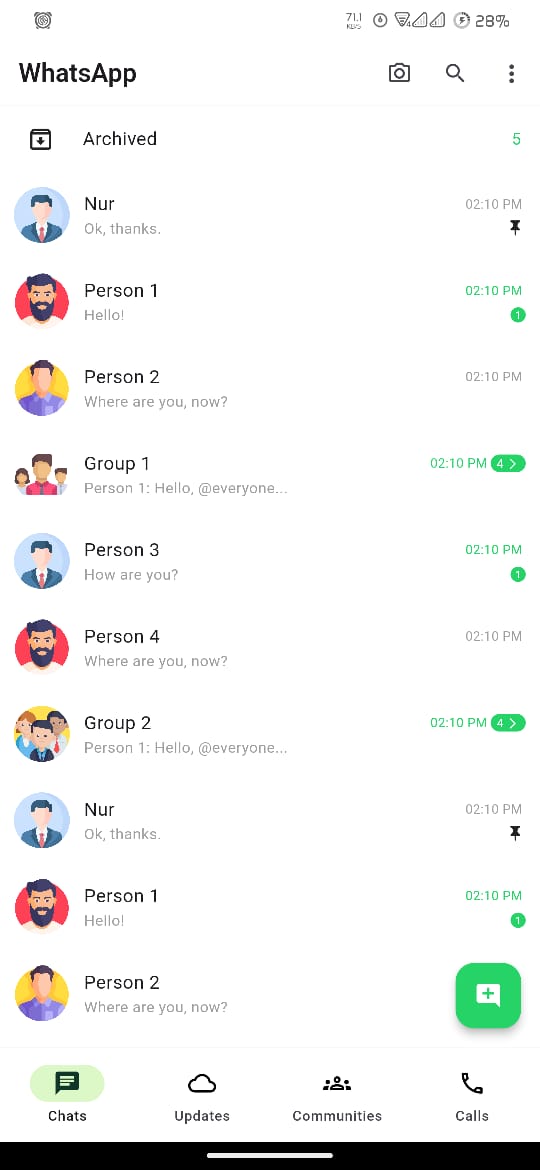 71.1
KB/S
4
28%
WhatsApp
Archived 5
Nur 02:10 PM
Ok, thanks.
Person 1 02:10 PM
Hello! 1
Person 2 02:10 PM
Where are you, now?
Group 1 02:10 PM 4 >
Person 1: Hello, @everyone...
Person 3 02:10 PM
How are you? 1
Person 4 02:10 PM
Where are you, now?
Group 2 02:10 PM 4 >
Person 1: Hello, @everyone...
Nur 02:10 PM
Ok, thanks.
Person 1 02:10 PM
Hello! 1
Person 2
Where are you, now?
Chats Updates Communities Calls